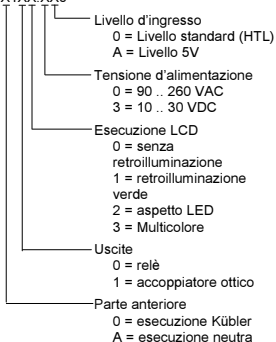 Livello d'ingresso
0 = Livello standard (HTL)
A = Livello 5V
Tensione d'alimentazione
0 = 90 .. 260 VAC
3 = 10 .. 30 VDC
Esecuzione LCD
0 = senza
retroilluminazione
1 = retroilluminazione
verde
2 = aspetto LED
3 = Multicolore
Uscite
0 = relè
1 = accoppiatore ottico
Parte anteriore
0 = esecuzione Kübler
A = esecuzione neutra